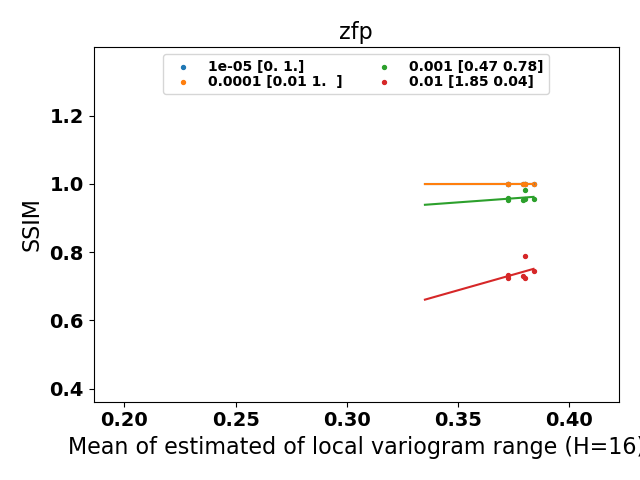 zfp
1e-05 [0. 1.]
0.0001 [0.01 1.  ]
0.001 [0.47 0.78]
0.01 [1.85 0.04]
SSIM
1.2
1.0
0.8
0.6
0.4
0.20 0.25 0.30 0.35 0.40
Mean of estimated of local variogram range (H=16)